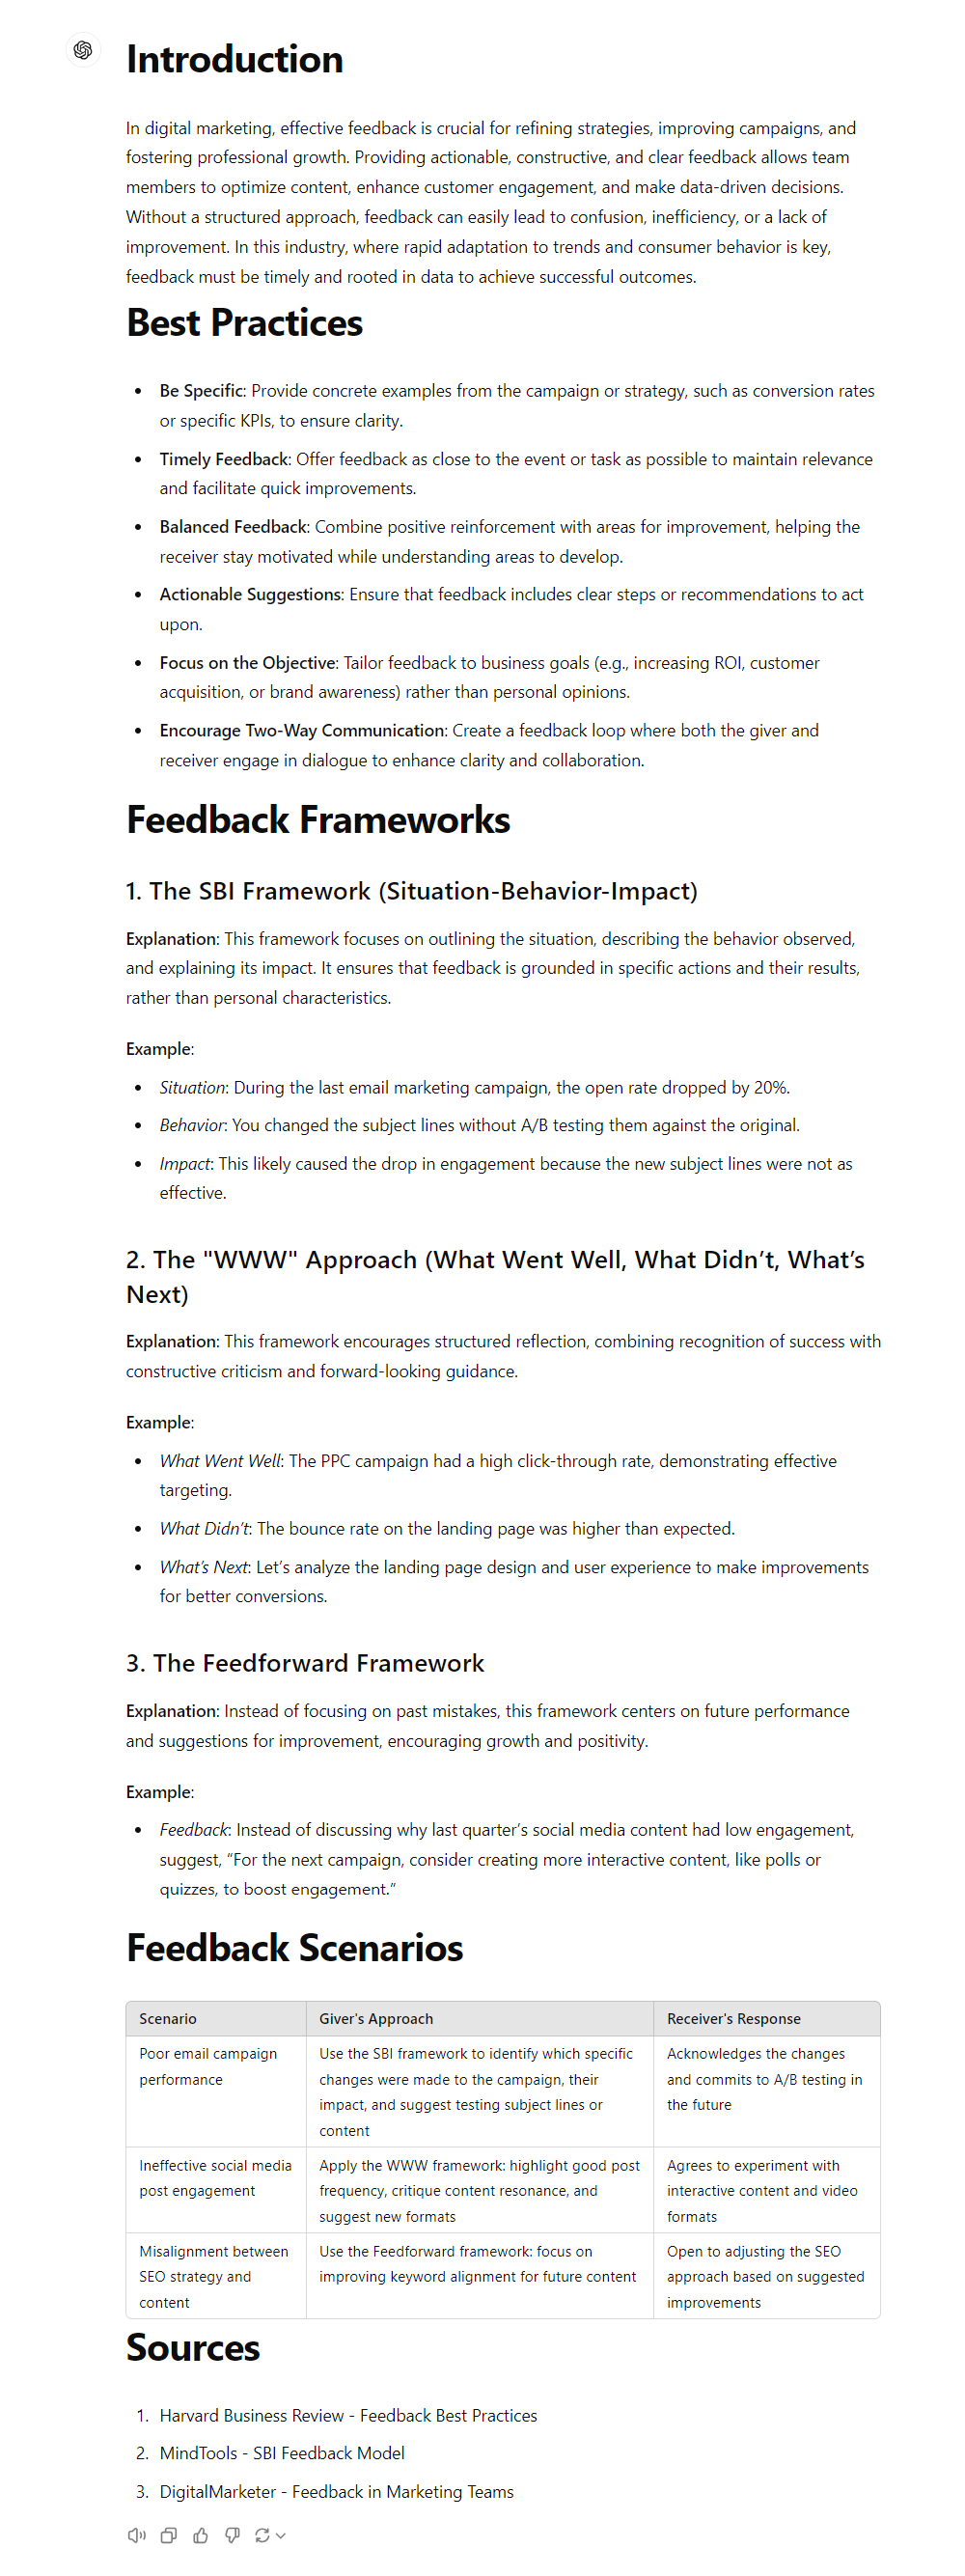 Introduction
In digital marketing, effective feedback is crucial for refining strategies, improving campaigns, and
fostering professional growth. Providing actionable, constructive, and clear feedback allows team
members to optimize content, enhance customer engagement, and make data-driven decisions.
Without a structured approach, feedback can easily lead to confusion, inefficiency, or a lack of
improvement. In this industry, where rapid adaptation to trends and consumer behavior is key,
feedback must be timely and rooted in data to achieve successful outcomes.
Best Practices
• Be Specific: Provide concrete examples from the campaign or strategy, such as conversion rates
or specific KPIs, to ensure clarity.
• Timely Feedback: Offer feedback as close to the event or task as possible to maintain relevance
and facilitate quick improvements.
• Balanced Feedback: Combine positive reinforcement with areas for improvement, helping the
receiver stay motivated while understanding areas to develop.
• Actionable Suggestions: Ensure that feedback includes clear steps or recommendations to act
upon.
• Focus on the Objective: Tailor feedback to business goals (e.g., increasing ROI, customer
acquisition, or brand awareness) rather than personal opinions.
• Encourage Two-Way Communication: Create a feedback loop where both the giver and
receiver engage in dialogue to enhance clarity and collaboration.
Feedback Frameworks
1. The SBI Framework (Situation-Behavior-Impact)
Explanation: This framework focuses on outlining the situation, describing the behavior observed,
and explaining its impact. It ensures that feedback is grounded in specific actions and their results,
rather than personal characteristics.
Example:
• Situation: During the last email marketing campaign, the open rate dropped by 20%.
• Behavior: You changed the subject lines without A/B testing them against the original.
• Impact: This likely caused the drop in engagement because the new subject lines were not as
effective.
2. The "WWW" Approach (What Went Well, What Didn’t, What’s
Next)
Explanation: This framework encourages structured reflection, combining recognition of success with
constructive criticism and forward-looking guidance.
Example:
• What Went Well: The PPC campaign had a high click-through rate, demonstrating effective
targeting.
• What Didn’t: The bounce rate on the landing page was higher than expected.
• What’s Next: Let’s analyze the landing page design and user experience to make improvements
for better conversions.
3. The Feedforward Framework
Explanation: Instead of focusing on past mistakes, this framework centers on future performance
and suggestions for improvement, encouraging growth and positivity.
Example:
• Feedback: Instead of discussing why last quarter’s social media content had low engagement,
suggest, “For the next campaign, consider creating more interactive content, like polls or
quizzes, to boost engagement.”
Feedback Scenarios
Scenario Giver's Approach Receiver's Response
Poor email campaign Use the SBI framework to identify which specific Acknowledges the changes
performance changes were made to the campaign, their and commits to A/B testing in
impact, and suggest testing subject lines or the future
content
Ineffective social media Apply the WWW framework: highlight good post Agrees to experiment with
post engagement frequency, critique content resonance, and interactive content and video
suggest new formats formats
Misalignment between Use the Feedforward framework: focus on Open to adjusting the SEO
SEO strategy and improving keyword alignment for future content approach based on suggested
content improvements
Sources
1. Harvard Business Review - Feedback Best Practices
2. MindTools - SBI Feedback Model
3. DigitalMarketer - Feedback in Marketing Teams